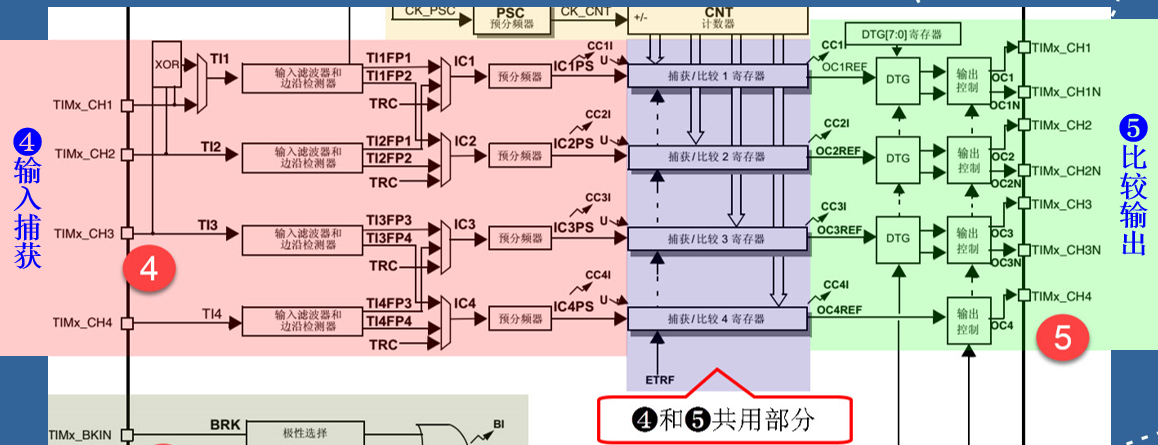 CK_PSC
PSC
预分频器
CK_CNT
+/-
CNT
计数器
DTG[7:0]寄存器
XOR
TI1
输入滤波器和
边沿检测器
TI1FP1
TI1FP2
TRC
IC1
预分频器
IC1PS
CC1I
U
捕获/比较 1 寄存器
CC1I
OC1REF
DTG
输出
控制
OC1
OC1N
TIMx_CH1
TIMx_CH1N
TIMx_CH1
TIMx_CH2
TI2
输入滤波器和
边沿检测器
TI2FP1
TI2FP2
TRC
IC2
预分频器
IC2PS
CC2I
U
捕获/比较 2 寄存器
CC2I
OC2REF
DTG
输出
控制
OC2
OC2N
TIMx_CH2
TIMx_CH2N
❹输入捕获
❺比较输出
TIMx_CH3
TI3
输入滤波器和
边沿检测器
TI3FP3
TI3FP4
TRC
IC3
预分频器
IC3PS
CC3I
U
捕获/比较 3 寄存器
CC3I
OC3REF
DTG
输出
控制
OC3
OC3N
TIMx_CH3
TIMx_CH3N
4
TIMx_CH4
TI4
输入滤波器和
边沿检测器
TI4FP3
TI4FP4
TRC
IC4
预分频器
IC4PS
CC4I
U
捕获/比较 4 寄存器
CC4I
OC4REF
输出
控制
OC4
TIMx_CH4
5
ETRF
❹和❺共用部分
TIMx_BKIN
BRK
极性选择
BI